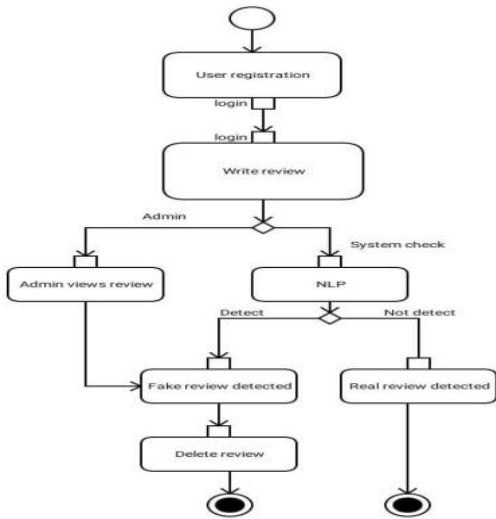 User registration
login
login
Write review
Admin
System check
Admin views review
NLP
Detect
Not detect
Fake review detected
Real review detected
Delete review